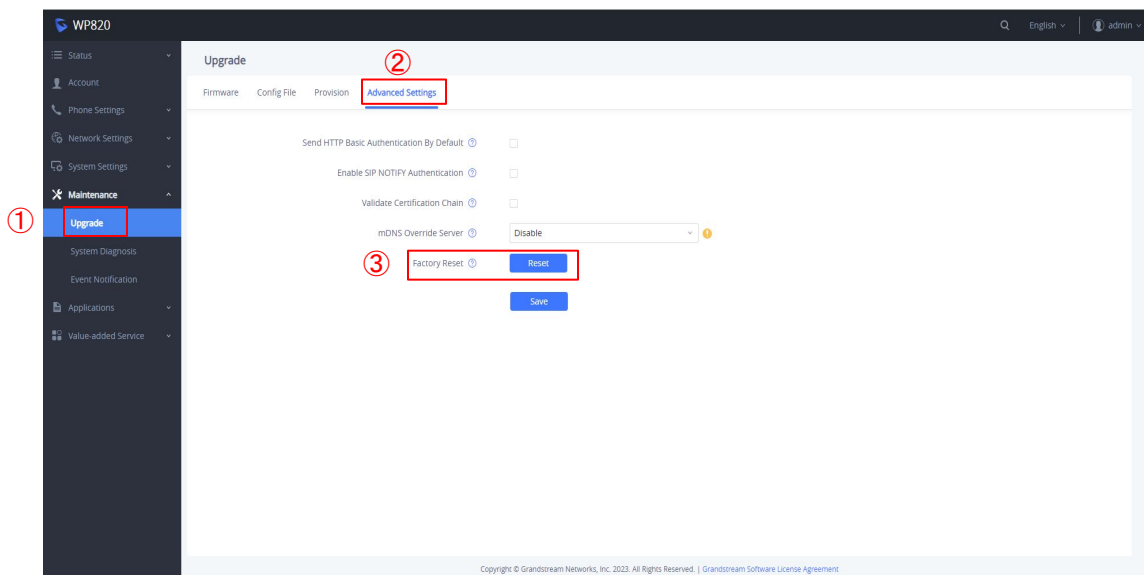 WP820
English
admin
Status
Account
Phone Settings
Network Settings
System Settings
Maintenance
①
Upgrade
System Diagnosis
Event Notification
Applications
Value-added Service
Upgrade
②
Firmware Config File Provision Advanced Settings
Send HTTP Basic Authentication By Default
Enable SIP NOTIFY Authentication
Validate Certification Chain
mDNS Override Server Disable
③ Factory Reset Reset
Save
Copyright © Grandstream Networks, Inc. 2023. All Rights Reserved. | Grandstream Software License Agreement